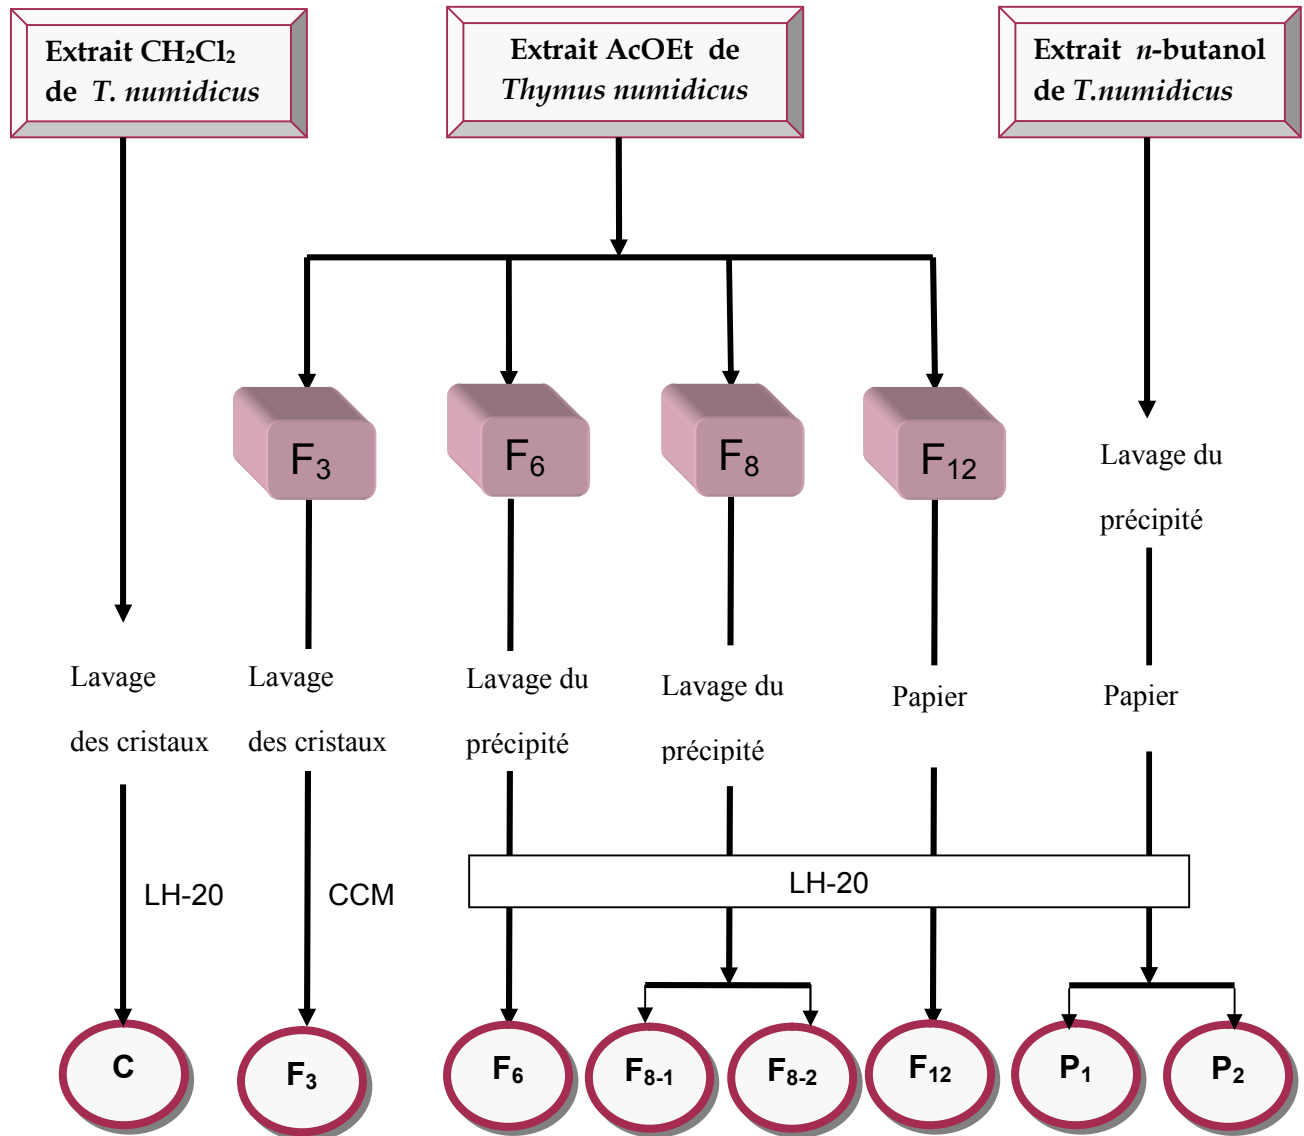 Extrait CH₂Cl₂
de T. numidicus
Extrait AcOEt de
Thymus numidicus
Extrait n-butanol
de T.numidicus
F₃
F₆
F₈
F₁₂
Lavage du
précipité
Lavage
des cristaux
Lavage
des cristaux
Lavage du
précipité
Lavage du
précipité
Papier
Papier
LH-20
CCM
LH-20
C
F₃
F₆
F₈₋₁
F₈₋₂
F₁₂
P₁
P₂